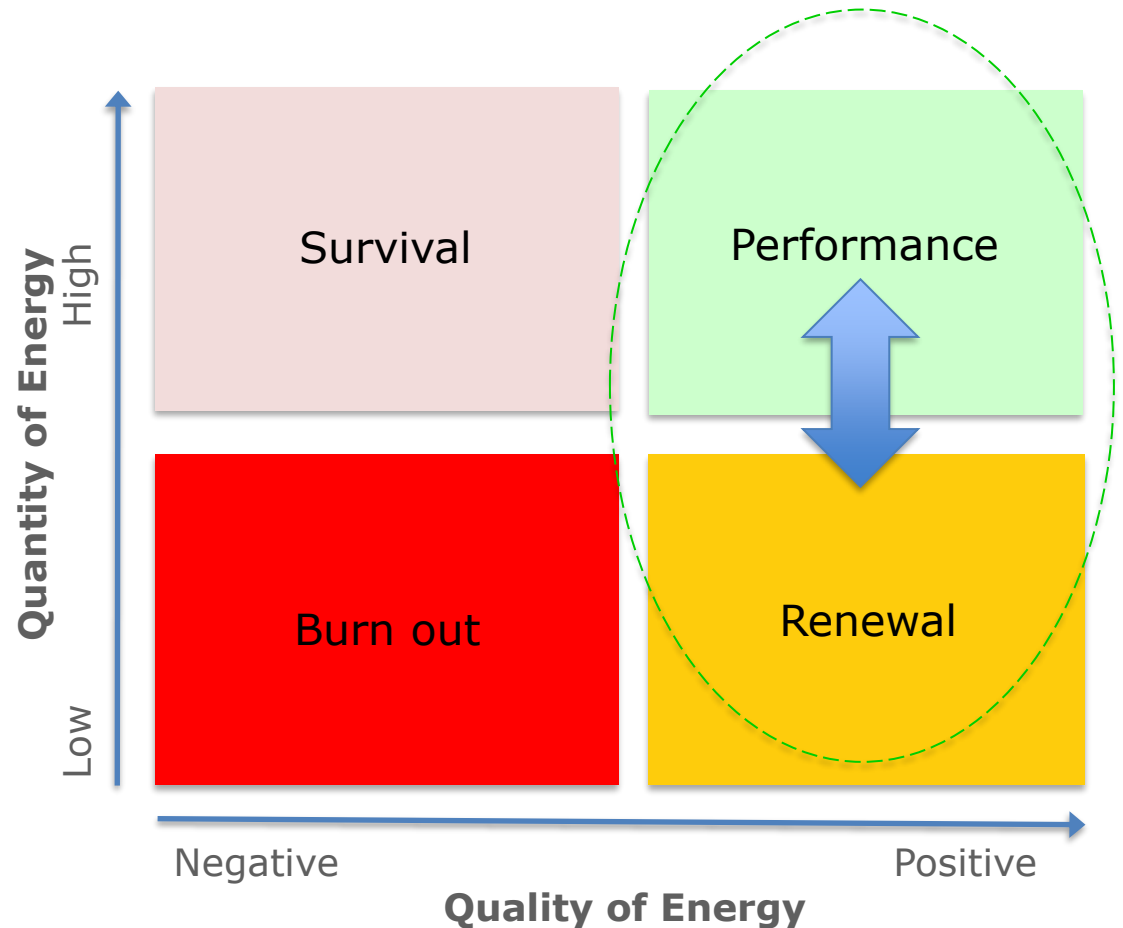 Quantity of Energy
High
Low
Survival
Performance
Burn out
Renewal
Negative
Positive
Quality of Energy